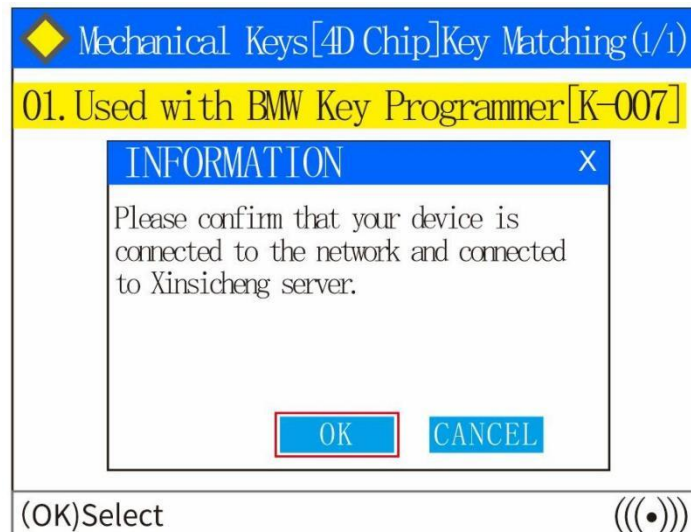 Mechanical Keys[4D Chip]Key Matching(1/1)
01.Used with BMW Key Programmer[K-007]
INFORMATION X
Please confirm that your device is
connected to the network and connected
to Xinsicheng server.
OK CANCEL
(OK)Select (((•)))